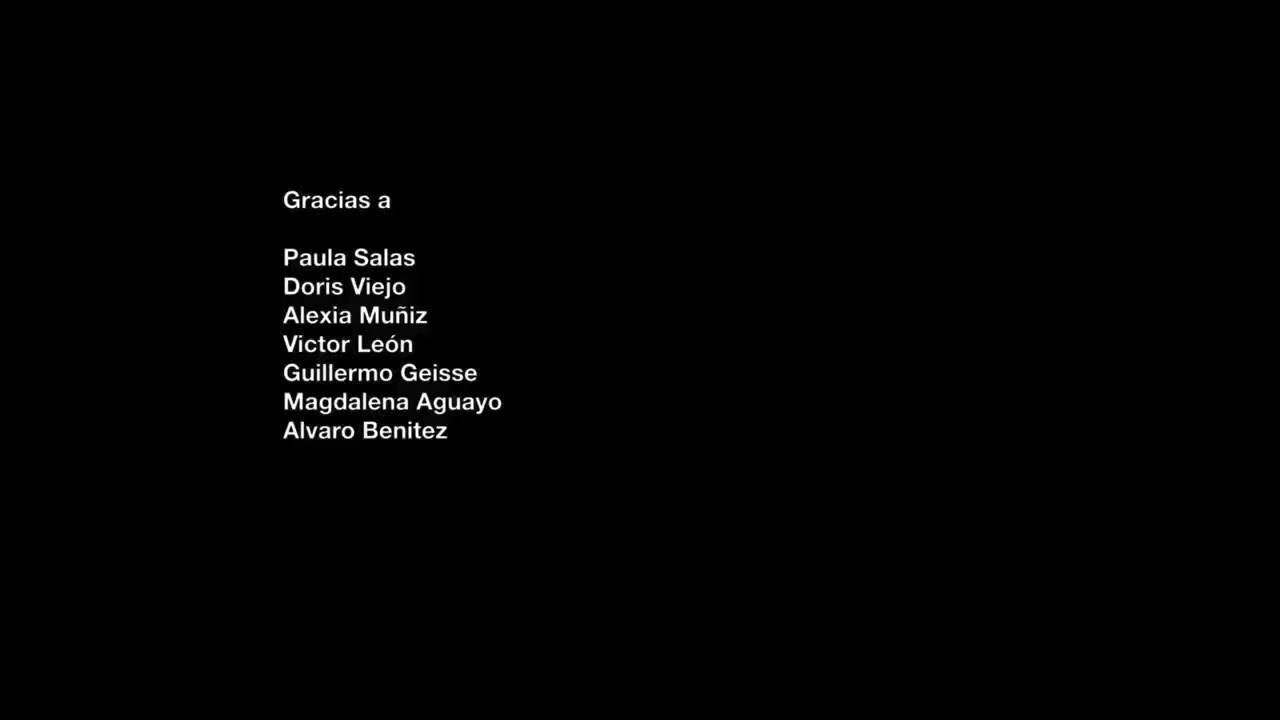 Gracias a
Paula Salas
Doris Viejo
Alexia Muñiz
Victor León
Guillermo Geisse
Magdalena Aguayo
Alvaro Benitez